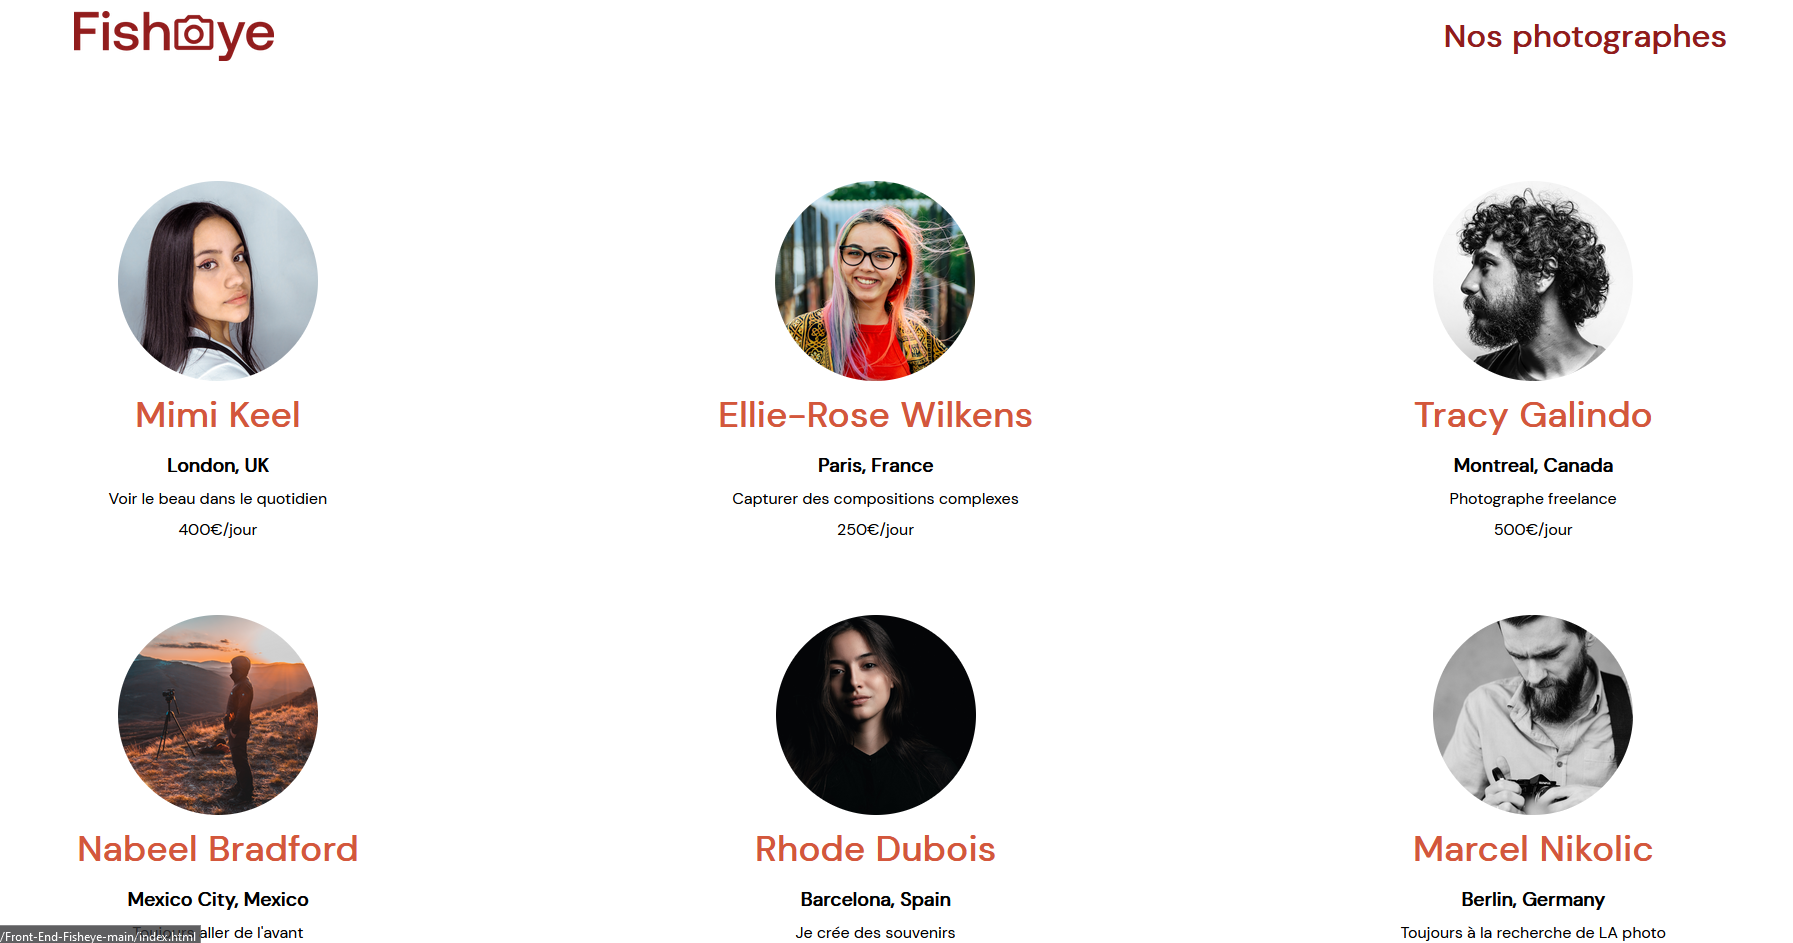 Fisheye
Nos photographes
Mimi Keel
London, UK
Voir le beau dans le quotidien
400€/jour
Ellie-Rose Wilkens
Paris, France
Capturer des compositions complexes
250€/jour
Tracy Galindo
Montreal, Canada
Photographe freelance
500€/jour
Nabeel Bradford
Mexico City, Mexico
Toujours aller de l'avant
Rhode Dubois
Barcelona, Spain
Je crée des souvenirs
Marcel Nikolic
Berlin, Germany
Toujours à la recherche de LA photo
/Front-End-Fisheye-main/index.html